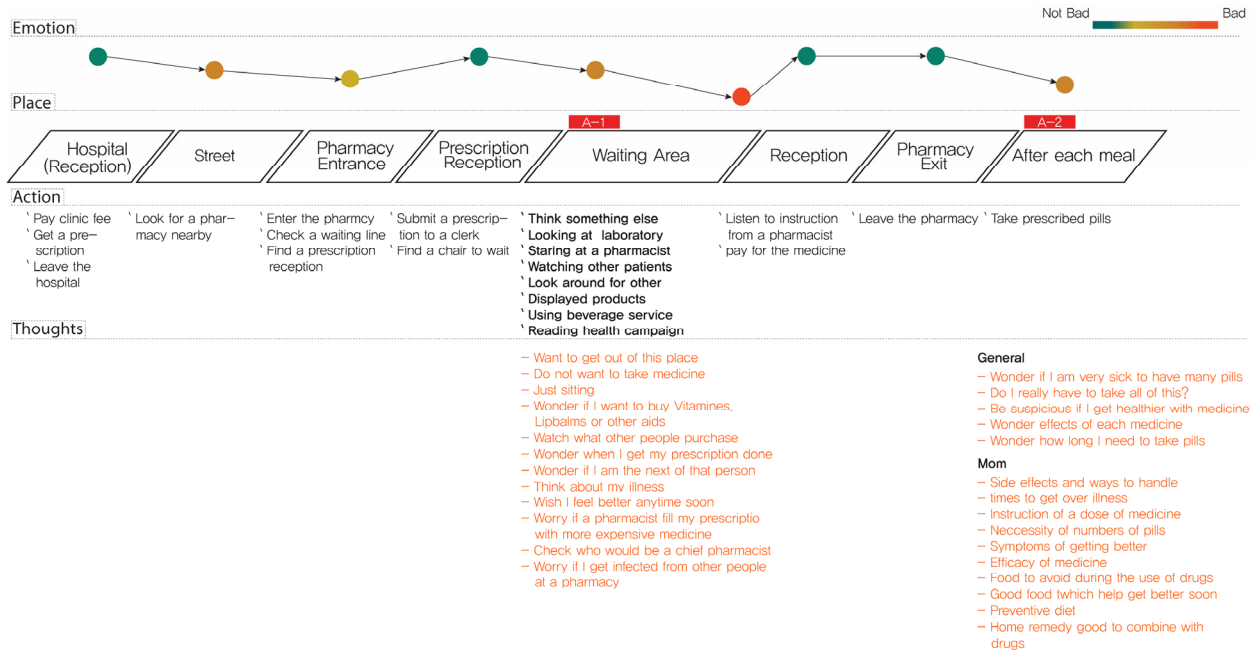 Not Bad
Bad
Emotion
Place
A-1
A-2
Hospital
(Reception)
Street
Pharmacy
Entrance
Prescription
Reception
Waiting Area
Reception
Pharmacy
Exit
After each meal
Action
` Pay clinic fee
` Get a pre-
scription
` Leave the
hospital
` Look for a phar-
macy nearby
` Enter the pharmcy
` Check a waiting line
` Find a prescription
reception
` Submit a prescrip-
tion to a clerk
` Find a chair to wait
` Think something else
` Looking at laboratory
` Staring at a pharmacist
` Watching other patients
` Look around for other
` Displayed products
` Using beverage service
` Reading health campaign
` Listen to instruction
from a pharmacist
` pay for the medicine
` Leave the pharmacy
` Take prescribed pills
Thoughts
- Want to get out of this place
- Do not want to take medicine
- Just sitting
- Wonder if I want to buy Vitamines,
Lipbalms or other aids
- Watch what other people purchase
- Wonder when I get my prescription done
- Wonder if I am the next of that person
- Think about my illness
- Wish I feel better anytime soon
- Worry if a pharmacist fill my prescriptio
with more expensive medicine
- Check who would be a chief pharmacist
- Worry if I get infected from other people
at a pharmacy
General
- Wonder if I am very sick to have many pills
- Do I really have to take all of this?
- Be suspicious if I get healthier with medicine
- Wonder effects of each medicine
- Wonder how long I need to take pills
Mom
- Side effects and ways to handle
- times to get over illness
- Instruction of a dose of medicine
- Neccessity of numbers of pills
- Symptoms of getting better
- Efficacy of medicine
- Food to avoid during the use of drugs
- Good food twhich help get better soon
- Preventive diet
- Home remedy good to combine with
drugs